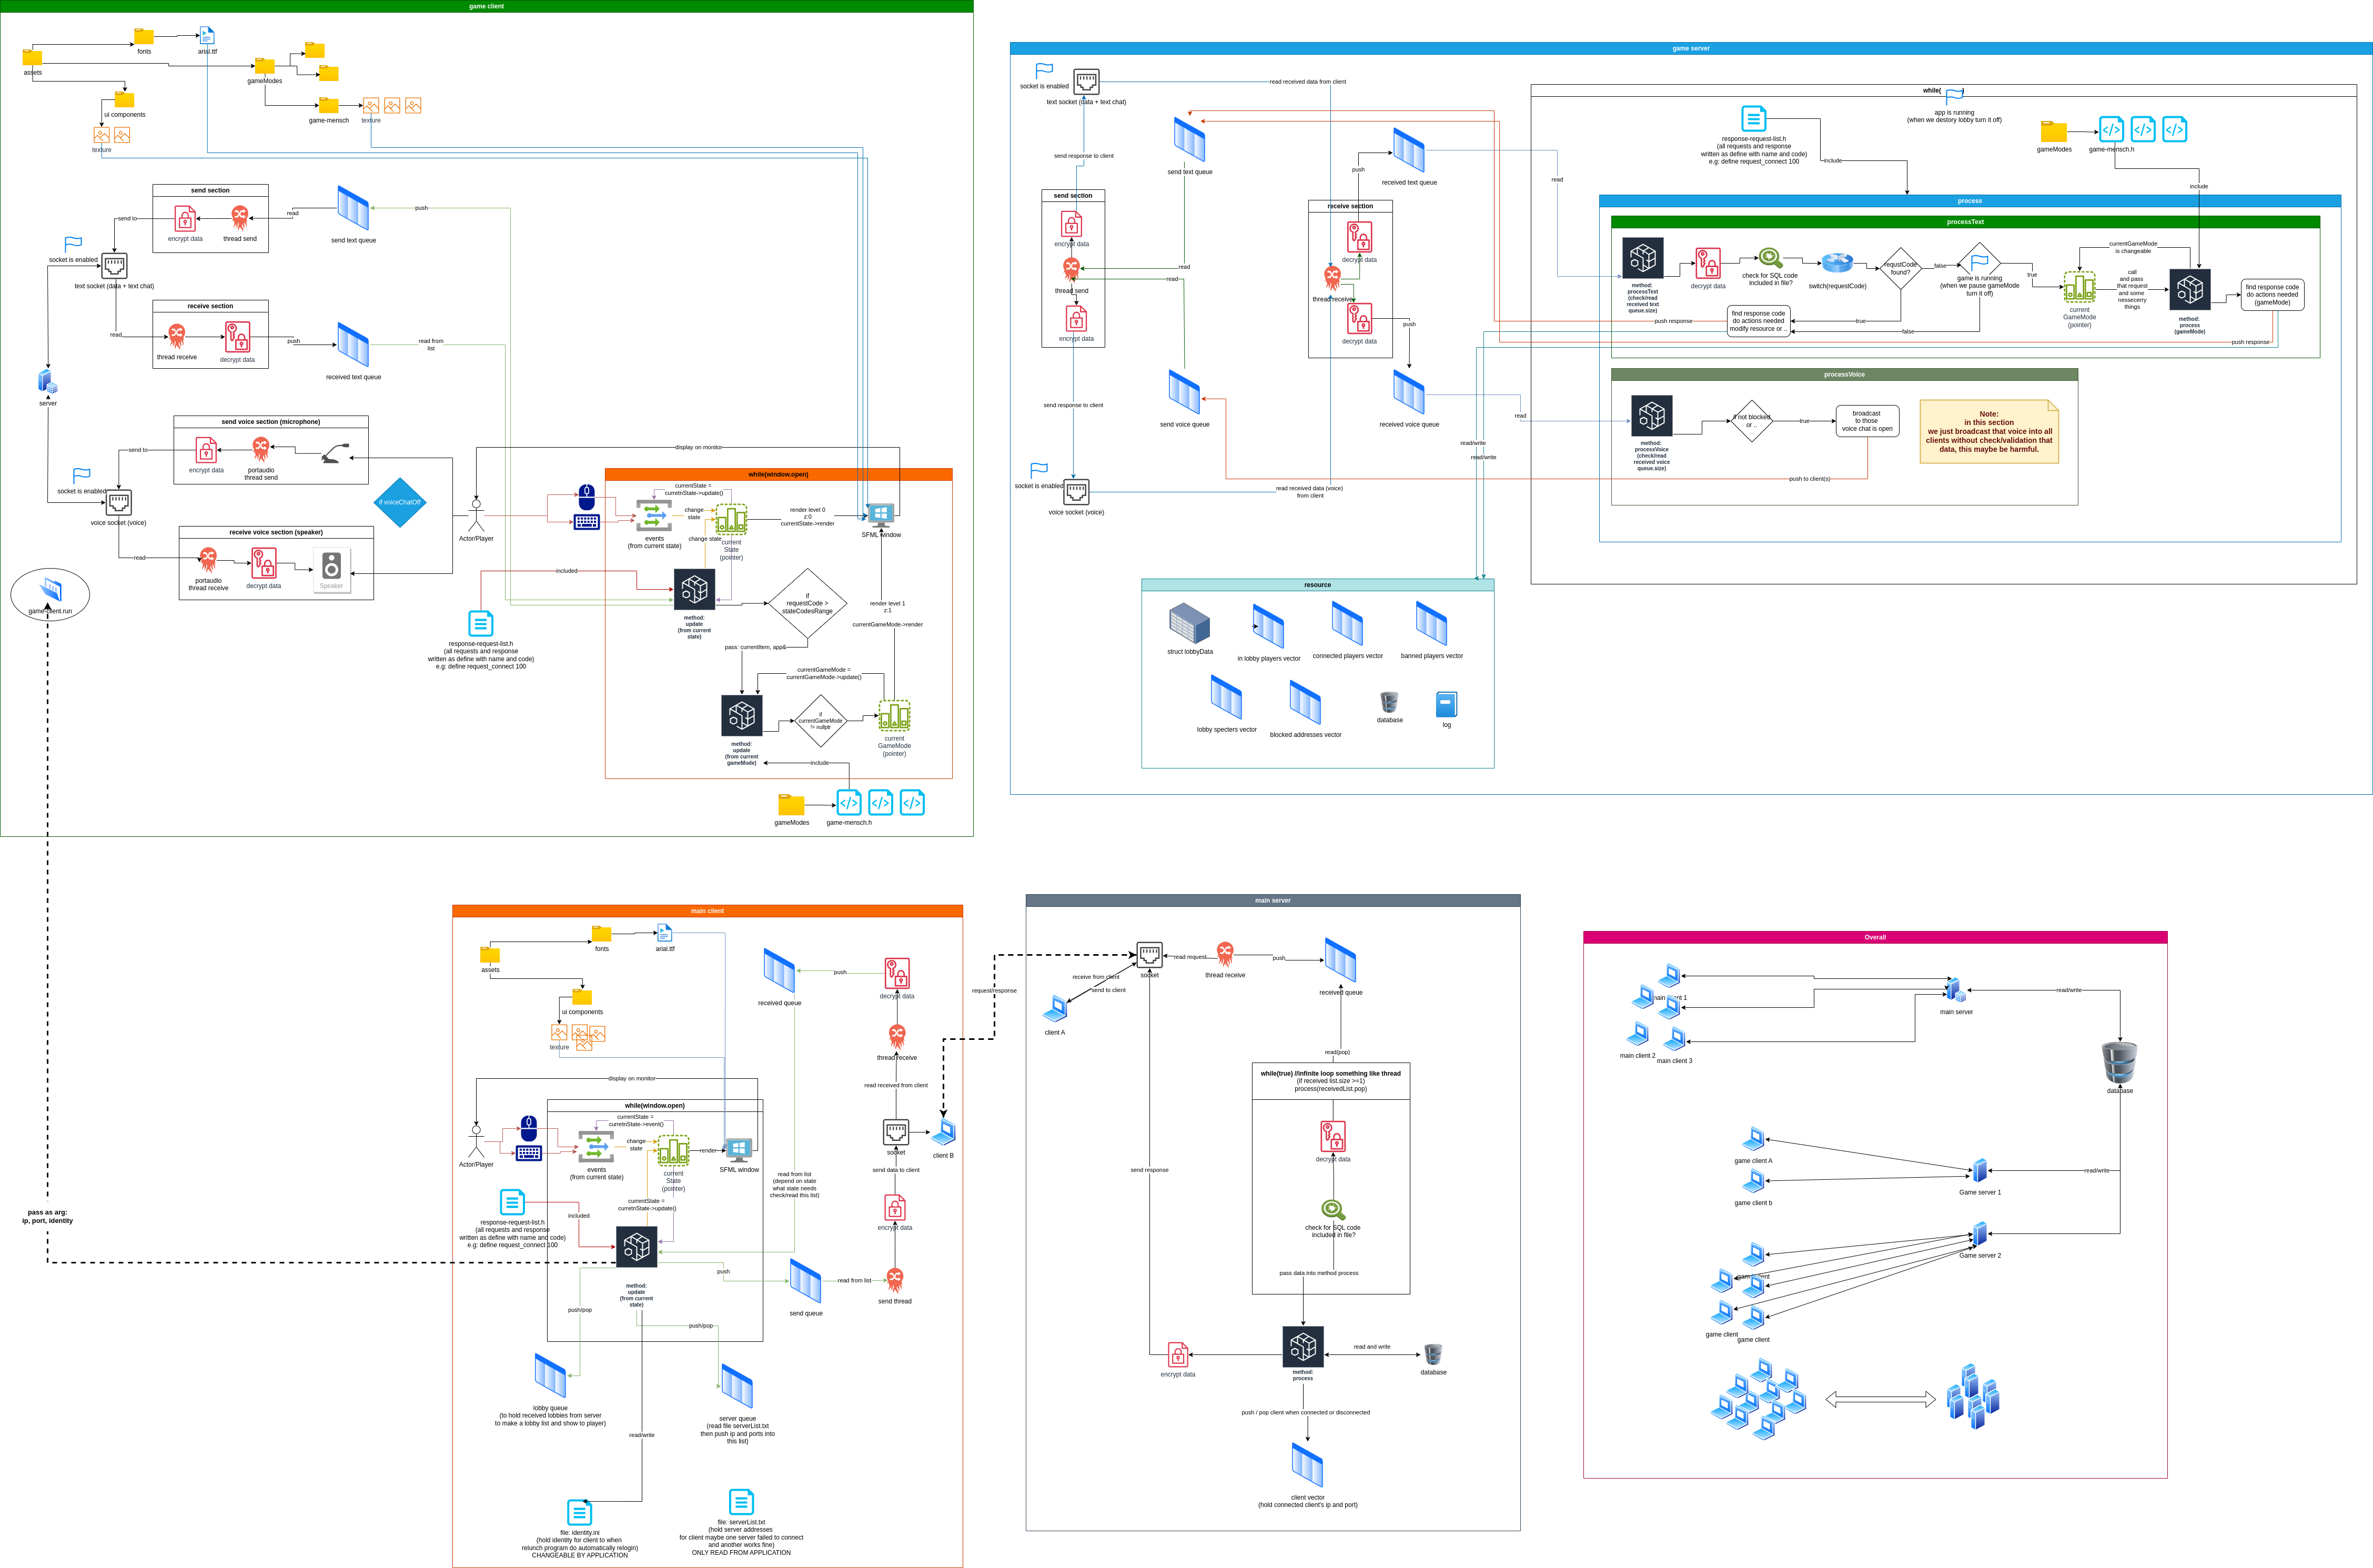 game client
assets
fonts
arial.ttf
gameModes
ui components
game-mensch
texture
texture
send section
encrypt data
thread send
read
send text queue
push
send to
socket is enabled
text socket (data + text chat)
receive section
read
thread receive
decrypt data
push
received text queue
read from
list
server
send voice section (microphone)
send to
encrypt data
portaudio
thread send
if voiceChatOff
socket is enabled
voice socket (voice)
receive voice section (speaker)
read
portaudio
thread receive
decrypt data
Speaker
game-client.run
display on monitor
Actor/Player
while(window.open)
currentState =
curretnState->update()
events
(from current state)
change
state
change state
current
State
(pointer)
render level 0
z:0
currentState->render
SFML window
included
response-request-list.h
(all requests and response
written as define with name and code)
e.g: define request_connect 100
method:
update
(from current
state)
if
requestCode >
stateCodesRange
render level 1
z:1
currentGameMode->render
pass: currentItem, app&
currentGameMode =
currentGameMode->update()
method:
update
(from current
gameMode)
if
currentGameMode
!= nullptr
current
GameMode
(pointer)
include
gameModes
game-mensch.h
game server
socket is enabled
text socket (data + text chat)
read received data from client
send response to client
send text queue
push
received text queue
send section
encrypt data
thread send
encrypt data
read
read
receive section
decrypt data
thread receive
decrypt data
push
send response to client
send voice queue
received voice queue
read
read
socket is enabled
voice socket (voice)
read received data (voice)
from client
while(
app is running
(when we destory lobby turn it off)
response-request-list.h
(all requests and response
written as define with name and code)
e.g: define request_connect 100
include
gameModes
game-mensch.h
include
process
processText
method:
processText
(check/read
received text
queue.size)
decrypt data
check for SQL code
included in file?
switch(requestCode)
requstCode
found?
false
game is running
(when we pause gameMode
turn it off)
true
currentGameMode
is changeable
current
GameMode
(pointer)
call
and pass
that request
and some
nessecerry
things
method:
process
(gameMode)
find response code
do actions needed
(gameMode)
push response
find response code
do actions needed
modify resource or ..
true
false
push response
processVoice
method:
processVoice
(check/read
received voice
queue.size)
if not blocked
or ..
true
broadcast
to those
voice chat is open
Note:
in this section
we just broadcast that voice into all
clients without check/validation that
data, this maybe be harmful.
push to client(s)
read/write
read/write
resource
struct lobbyData
in lobby players vector
connected players vector
banned players vector
lobby specters vector
blocked addresses vector
database
log
main client
assets
fonts
arial.ttf
ui components
texture
received queue
push
decrypt data
thread receive
read received from client
display on monitor
Actor/Player
while(window.open)
currentState =
curretnState->event()
events
(from current state)
change
state
current
State
(pointer)
render
SFML window
socket
client B
send data to client
read from list
(depend on state
what state needs
check/read this list)
response-request-list.h
(all requests and response
written as define with name and code)
e.g: define request_connect 100
included
currentState =
curretnState->update()
method:
update
(from current
state)
encrypt data
push
send queue
read from list
send thread
push/pop
push/pop
pass as arg:
ip, port, identity
lobby queue
(to hold received lobbies from server
to make a lobby list and show to player)
server queue
(read file serverList.txt
then push ip and ports into
this list)
read/write
file: identity.ini
(hold identity for client to when
relunch program do automatically relogin)
CHANGEABLE BY APPLICATION
file: serverList.txt
(hold server addresses
for client maybe one server failed to connect
and another works fine)
ONLY READ FROM APPLICATION
request/response
main server
socket
read request
thread receive
push
received queue
receive from client
send to client
client A
read(pop)
while(true) //infinite loop something like thread
(if received list.size >=1)
process(receivedList.pop)
decrypt data
check for SQL code
included in file?
send response
pass data into method process
method:
process
encrypt data
read and write
database
push / pop client when connected or disconnected
client vector
(hold connected client's ip and port)
Overall
main client 1
main client 2
main client 3
main server
read/write
database
game client A
game client b
Game server 1
read/write
Game server 2
game client
game client
game client